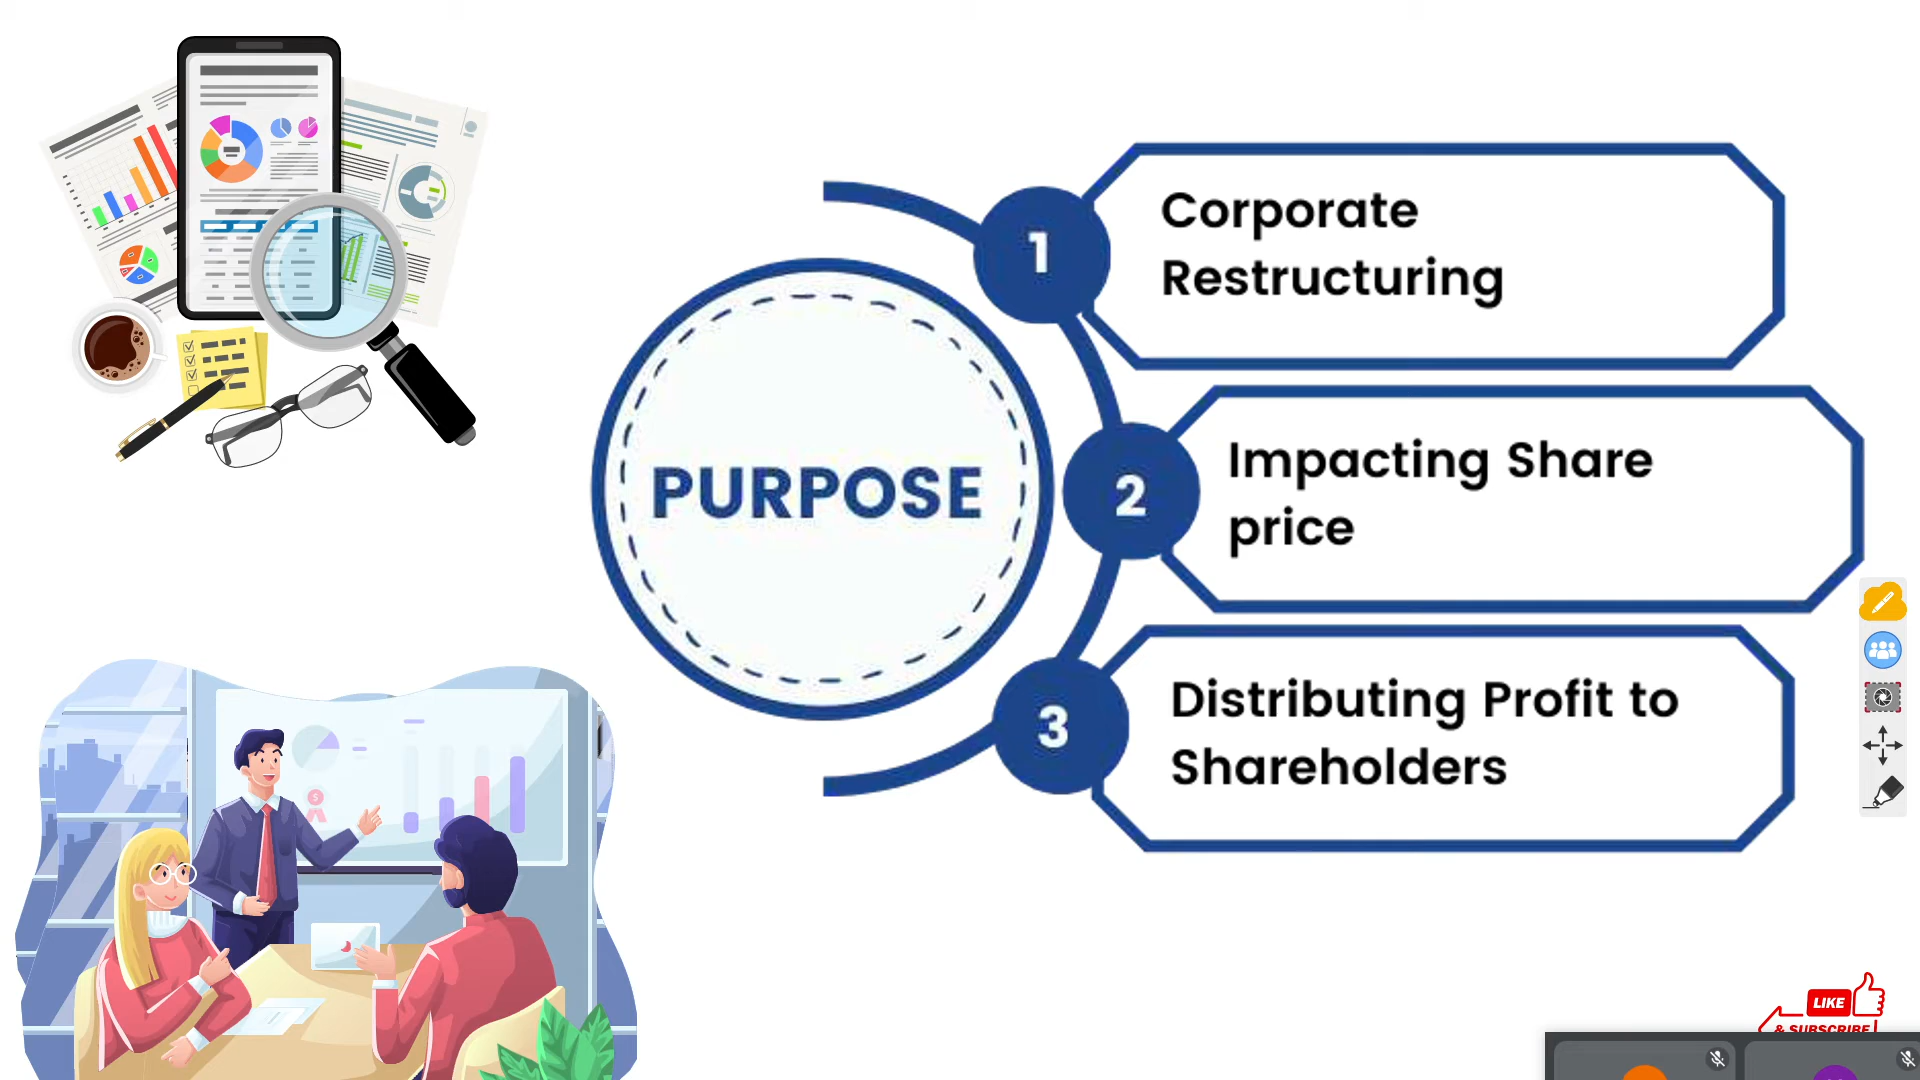 PURPOSE
1
Corporate
Restructuring
2
Impacting Share
price
3
Distributing Profit to
Shareholders
LIKE
& SUBSCRIBE